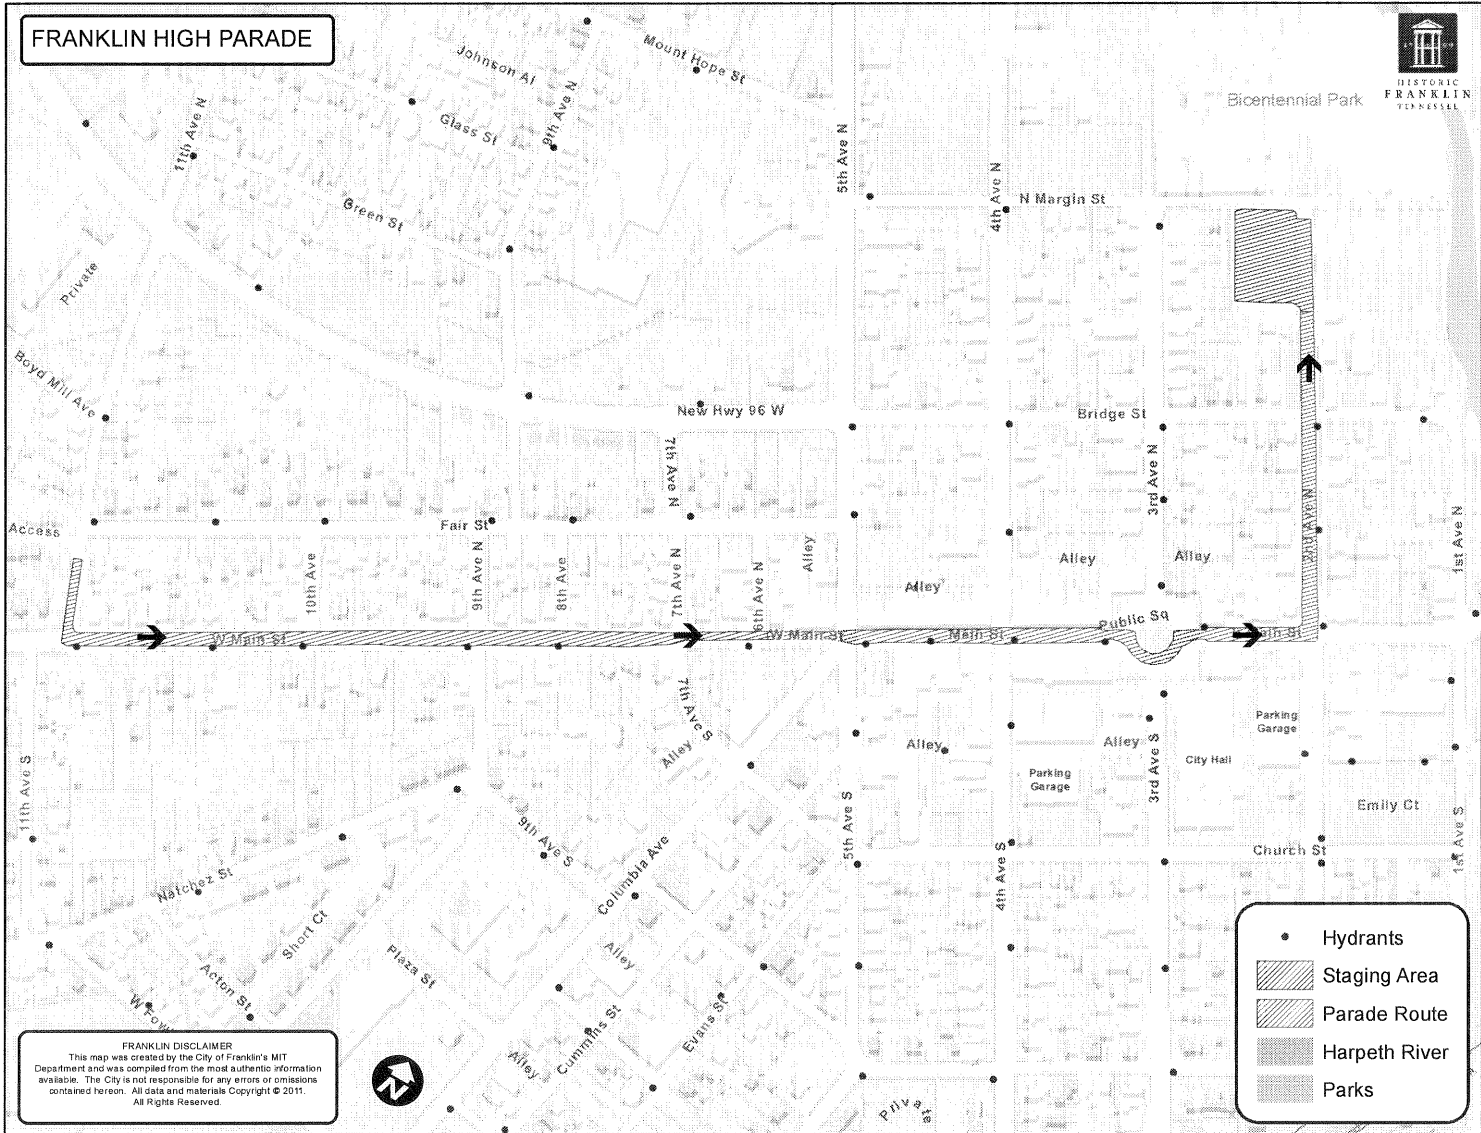 FRANKLIN HIGH PARADE
HISTORIC
FRANKLIN
TENNESSEE
Bicentennial Park
Johnson Al
Mount Hope St
Glass St
9th Ave N
11th Ave N
5th Ave N
4th Ave N
N Margin St
Green St
Private
Boyd Mill Ave
New Hwy 96 W
Bridge St
7th Ave N
3rd Ave N
2nd Ave N
1st Ave N
Access
Fair St
10th Ave
9th Ave N
8th Ave
7th Ave N
6th Ave N
Alley
Alley
Alley
Alley
W Main St
W Main St
Main St
Public Sq
Main St
7th Ave S
Alley
Alley
Alley
Parking
Garage
City Hall
Parking
Garage
11th Ave S
5th Ave S
3rd Ave S
Emily Ct
1st Ave S
Church St
9th Ave S
Columbia Ave
4th Ave S
Natchez St
Short Ct
Plaza St
Alley
Acton St
Cummins St
Evans St
Alley
Private
Hydrants
Staging Area
Parade Route
Harpeth River
Parks
FRANKLIN DISCLAIMER
This map was created by the City of Franklin's MIT
Department and was compiled from the most authentic information
available. The City is not responsible for any errors or omissions
contained hereon. All data and materials Copyright © 2011.
All Rights Reserved.
N